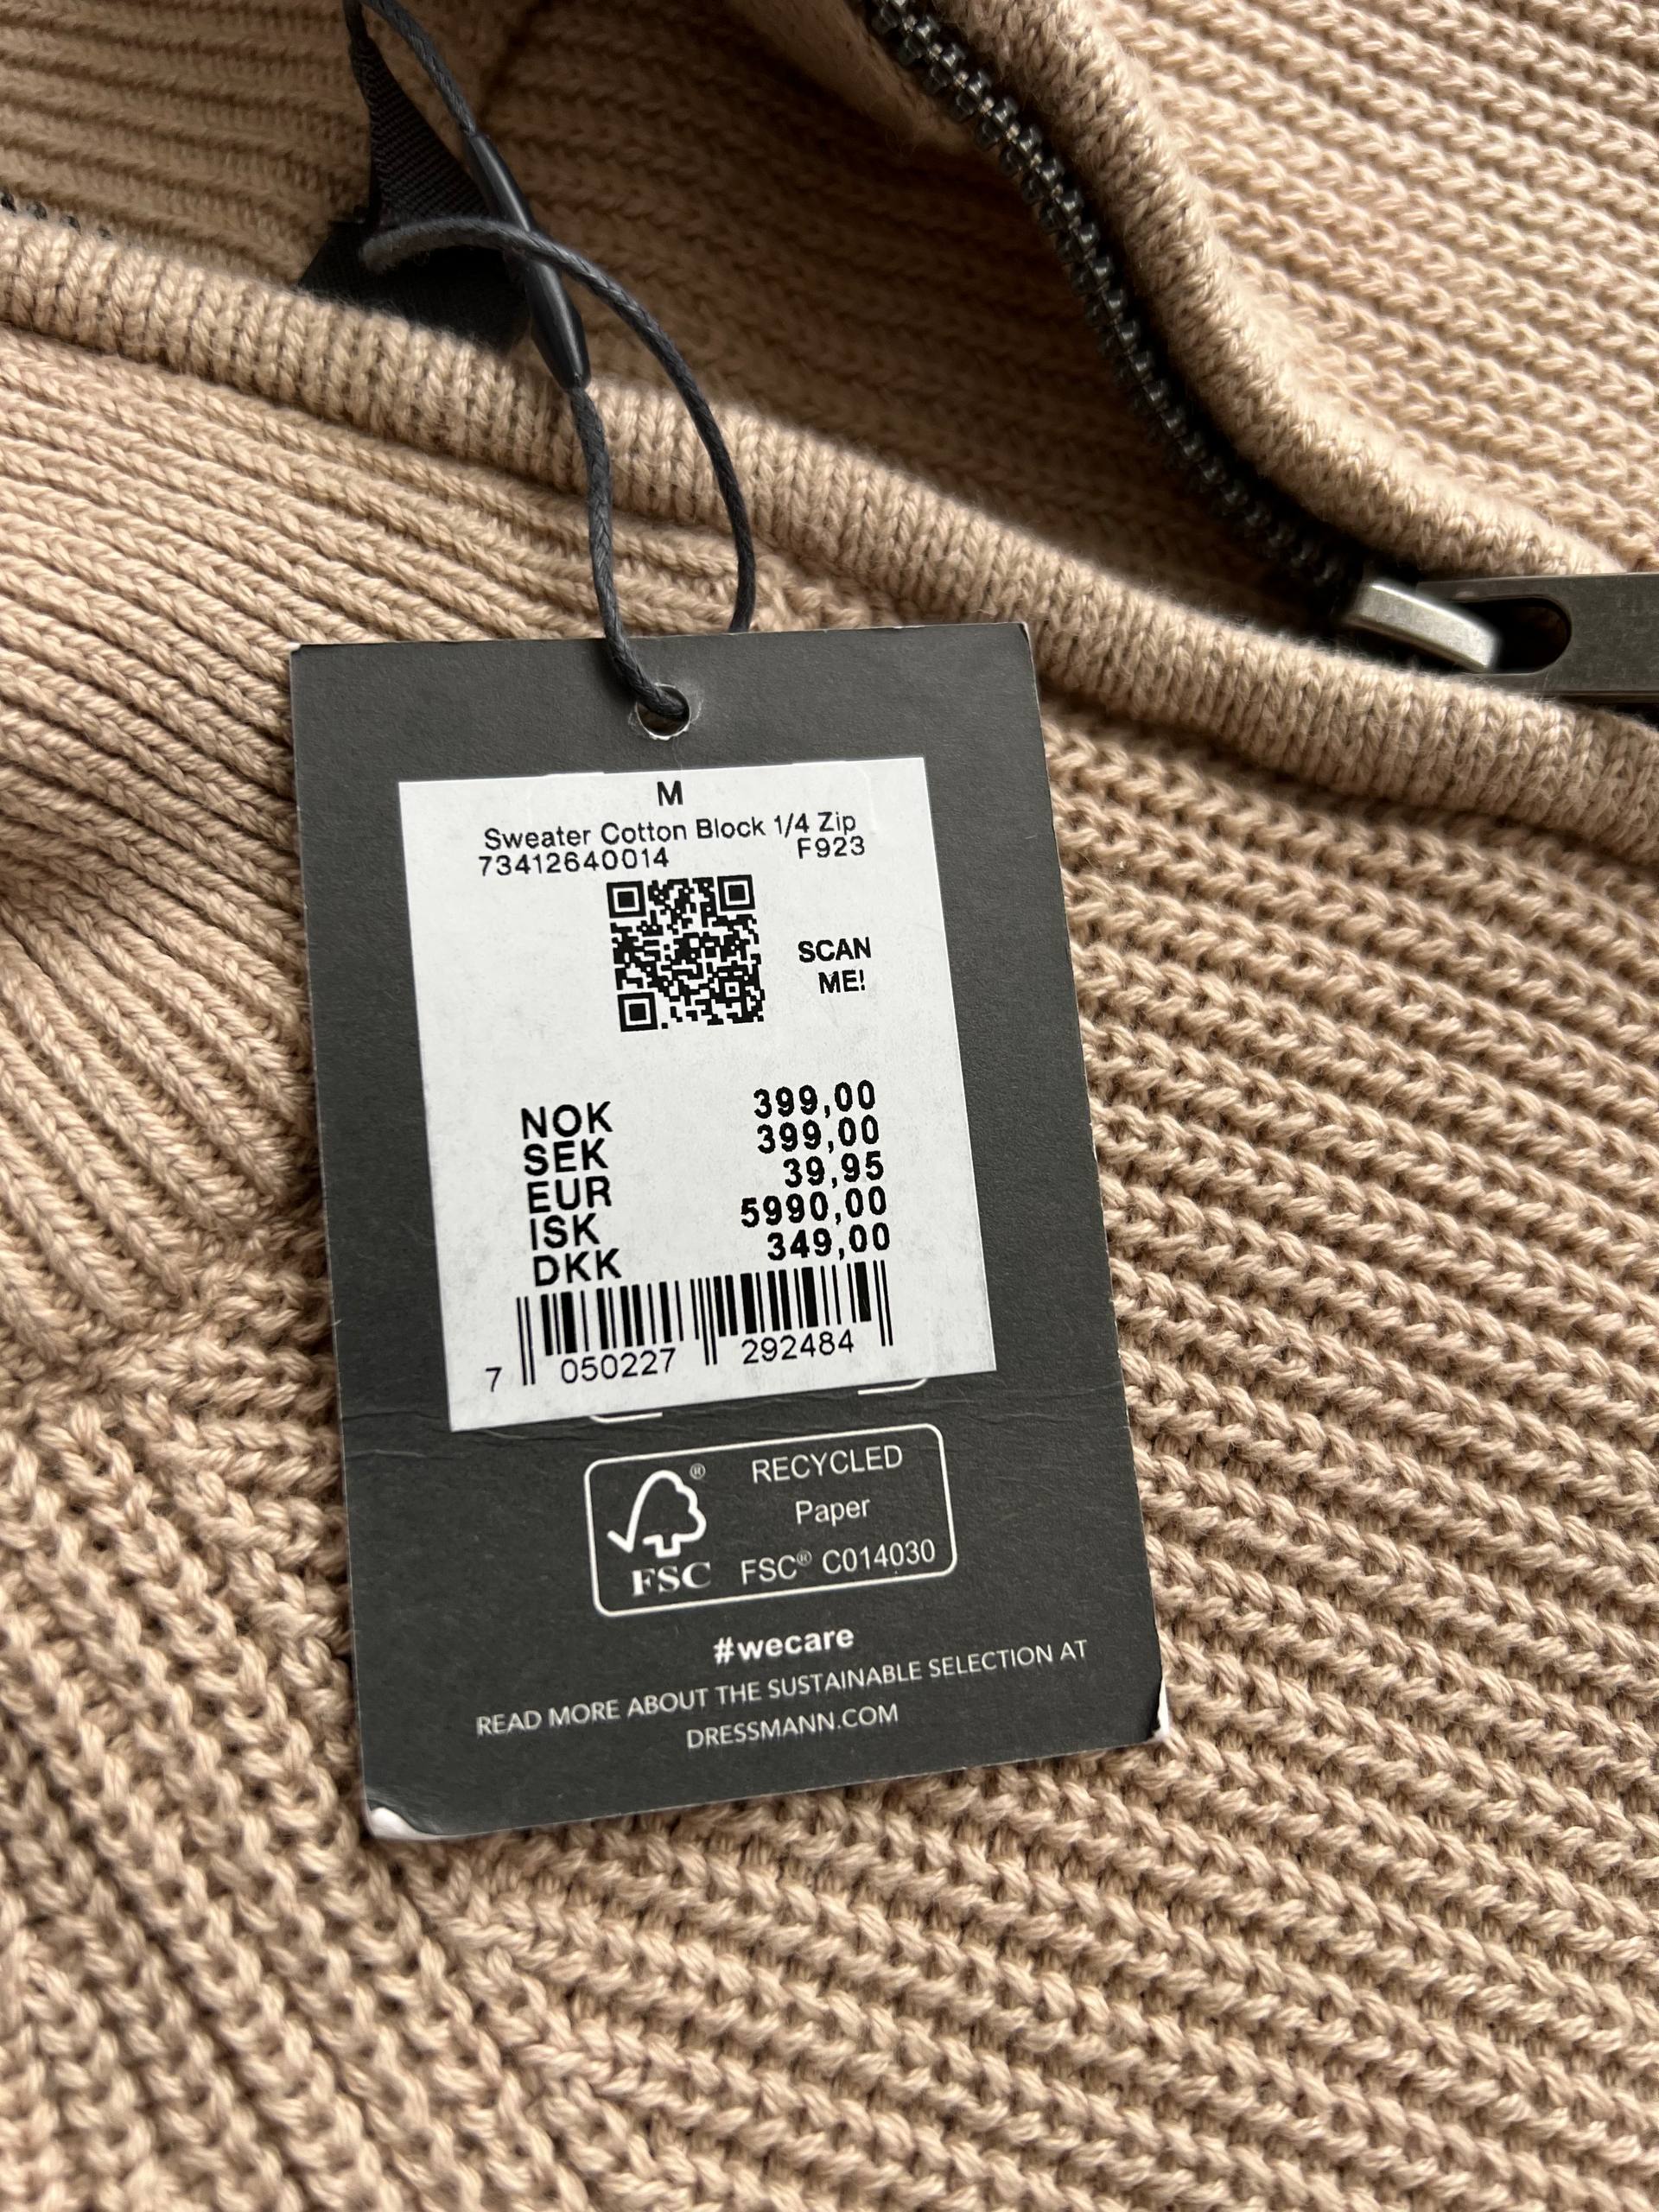 M
Sweater Cotton Block 1/4 Zip
73412640014 F923
SCAN
ME!
NOK 399,00
SEK 399,00
EUR 39,95
ISK 5990,00
DKK 349,00
7 050227 292484
® RECYCLED
Paper
FSC FSC® C014030
#wecare
READ MORE ABOUT THE SUSTAINABLE SELECTION AT
DRESSMANN.COM